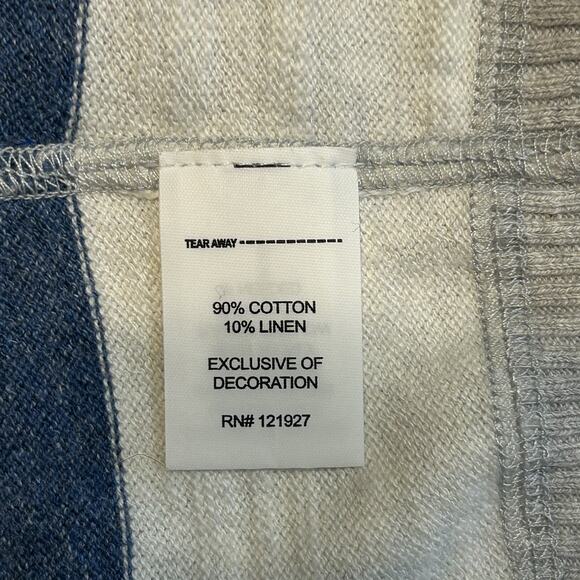 TEAR AWAY ---------------
90% COTTON
10% LINEN
EXCLUSIVE OF
DECORATION
RN# 121927